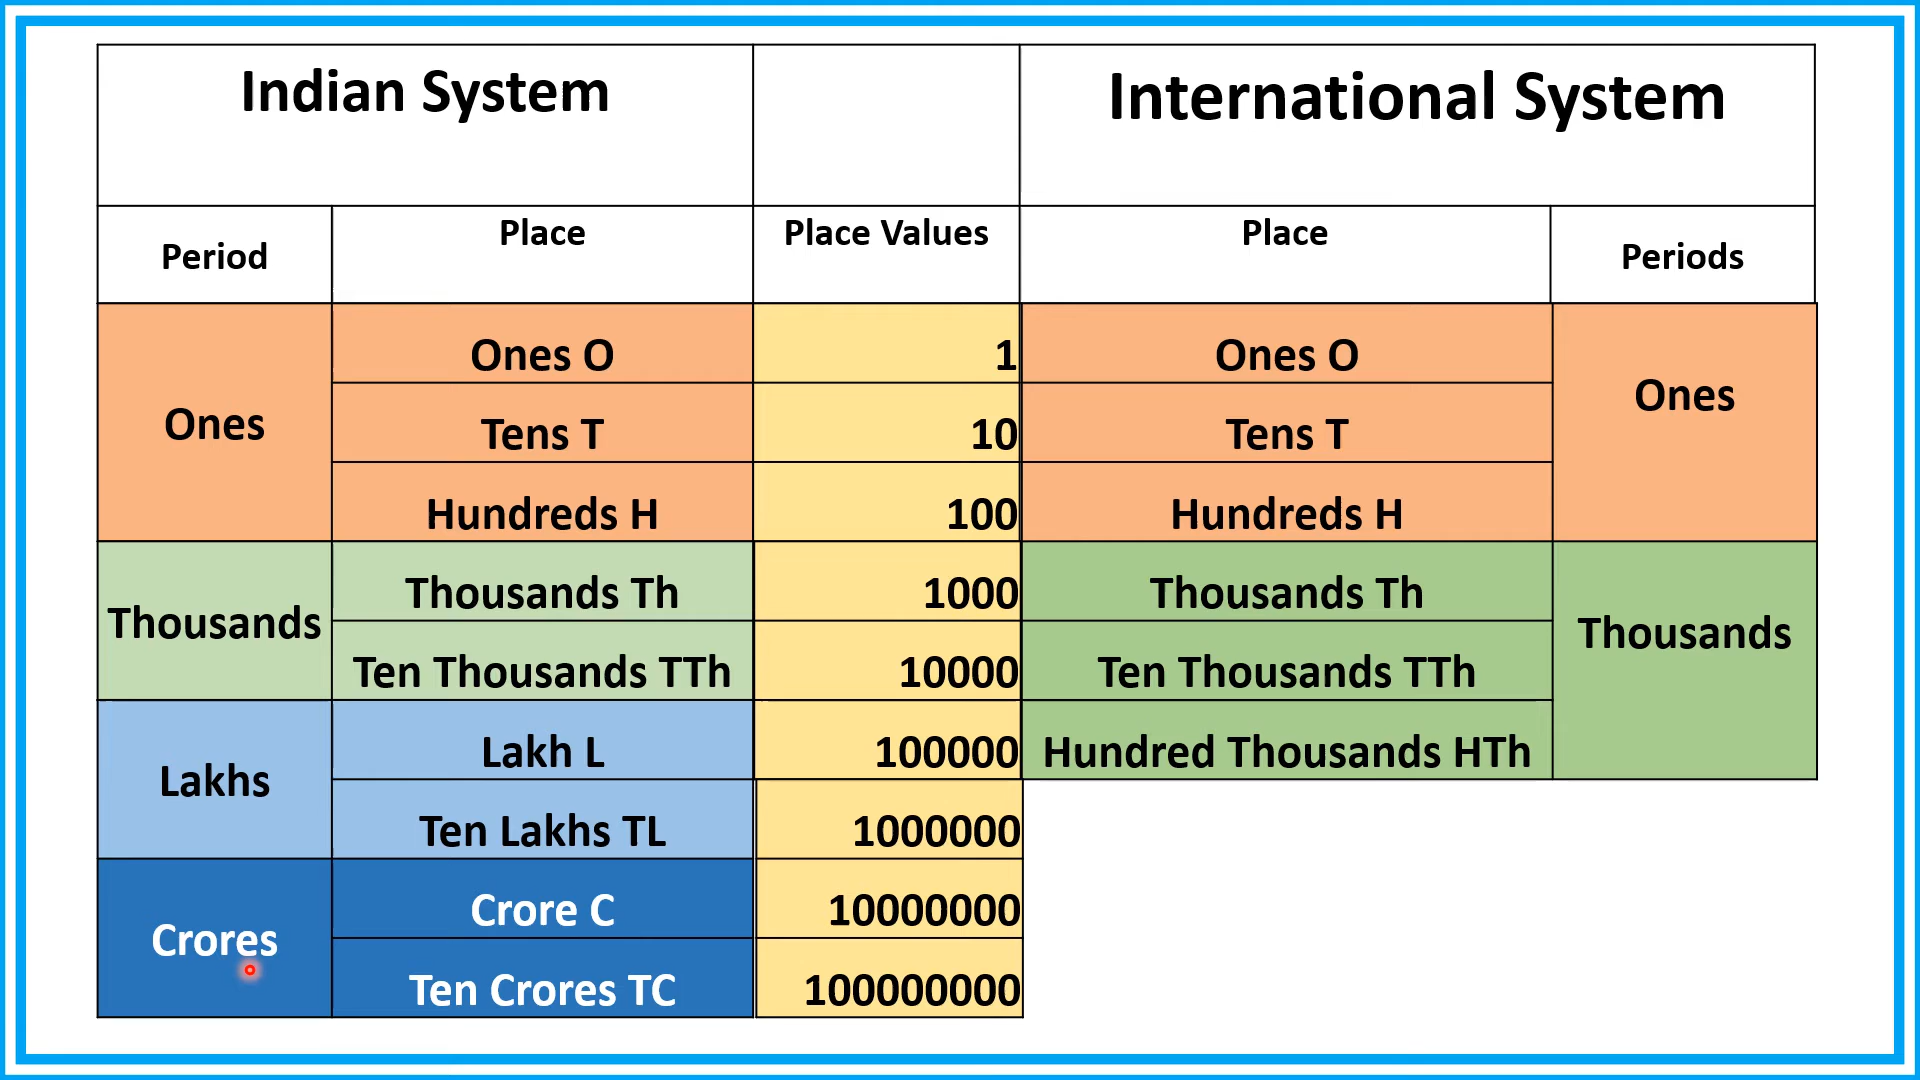 Indian System
International System
Period
Place
Place Values
Place
Periods
Ones
Ones O
1
Ones O
Ones
Tens T
10
Tens T
Hundreds H
100
Hundreds H
Thousands
Thousands Th
1000
Thousands Th
Thousands
Ten Thousands TTh
10000
Ten Thousands TTh
Lakhs
Lakh L
100000
Hundred Thousands HTh
Ten Lakhs TL
1000000
Crores
Crore C
10000000
Ten Crores TC
100000000